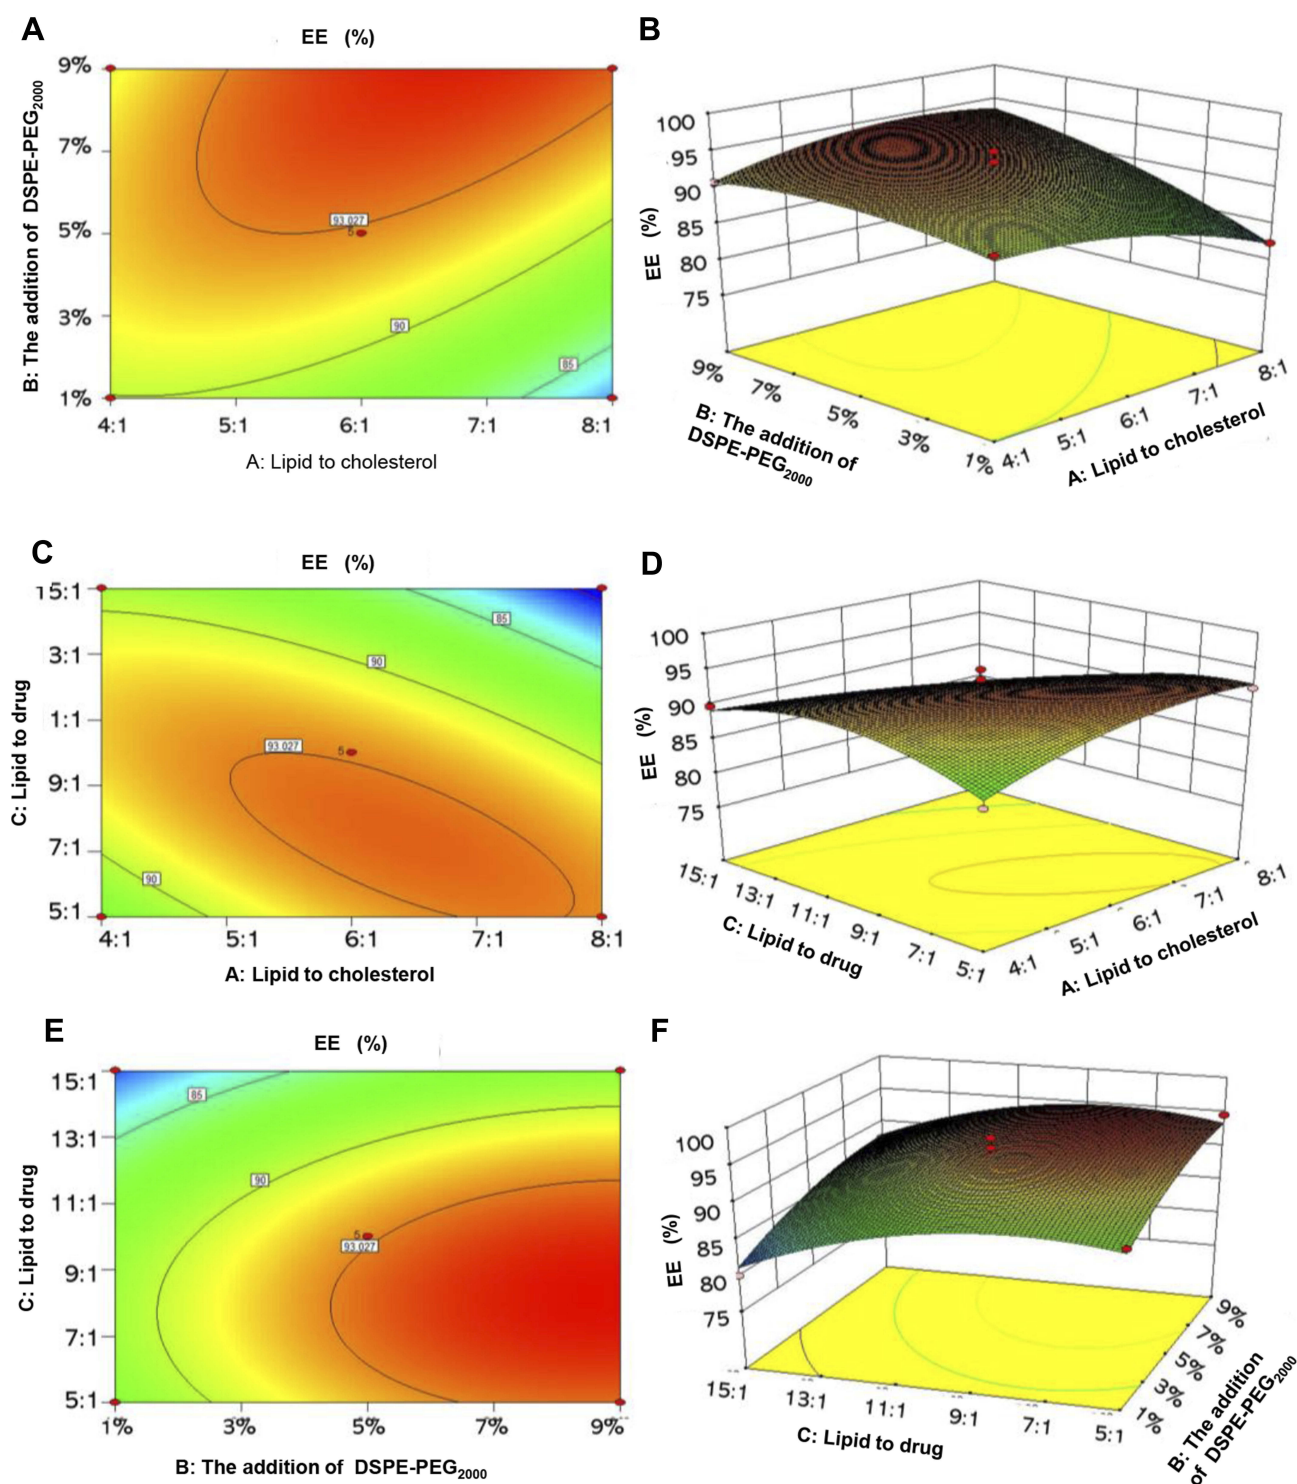 A
EE (%)
B: The addition of DSPE-PEG2000
9%
7%
5%
3%
1%
93.027
5
90
85
4:1 5:1 6:1 7:1 8:1
A: Lipid to cholesterol
B
EE (%)
100
95
90
85
80
75
9% 7% 5% 3% 1%
B: The addition of
DSPE-PEG2000
4:1 5:1 6:1 7:1 8:1
A: Lipid to cholesterol
C
EE (%)
C: Lipid to drug
15:1
3:1
1:1
9:1
7:1
5:1
85
90
93.027
5
90
4:1 5:1 6:1 7:1 8:1
A: Lipid to cholesterol
D
EE (%)
100
95
90
85
80
75
15:1 13:1 11:1 9:1 7:1 5:1
C: Lipid to drug
4:1 5:1 6:1 7:1 8:1
A: Lipid to cholesterol
E
EE (%)
C: Lipid to drug
15:1
13:1
11:1
9:1
7:1
5:1
85
90
5
93.027
1% 3% 5% 7% 9%
B: The addition of DSPE-PEG2000
F
EE (%)
100
95
90
85
80
75
15:1 13:1 11:1 9:1 7:1 5:1
C: Lipid to drug
9%
7%
5%
3%
1%
B: The addition
of DSPE-PEG2000